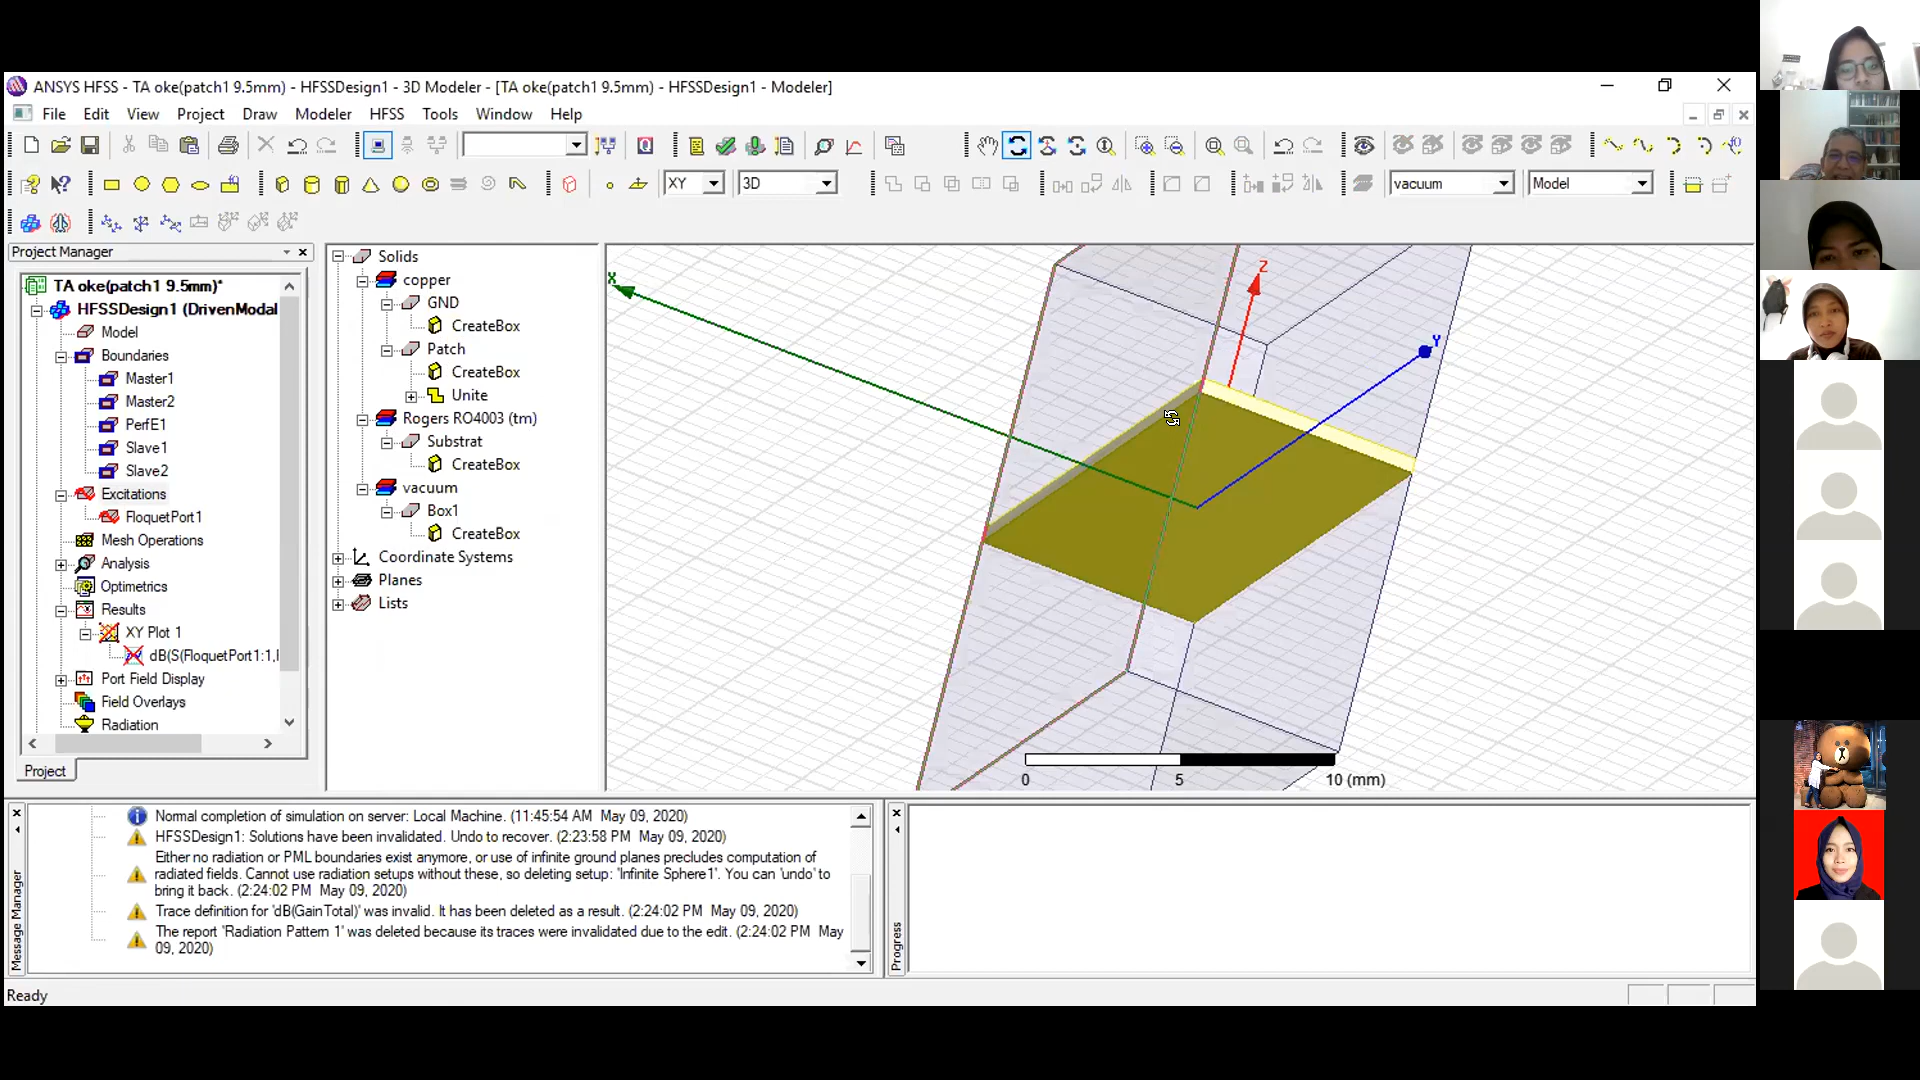 ANSYS HFSS - TA oke(patch1 9.5mm) - HFSSDesign1 - 3D Modeler - [TA oke(patch1 9.5mm) - HFSSDesign1 - Modeler]
File Edit View Project Draw Modeler HFSS Tools Window Help
XY 3D vacuum Model
Project Manager
TA oke(patch1 9.5mm)*
HFSSDesign1 (DrivenModal
Model
Boundaries
Master1
Master2
PerfE1
Slave1
Slave2
Excitations
FloquetPort1
Mesh Operations
Analysis
Optimetrics
Results
XY Plot 1
dB(S(FloquetPort1:1,
Port Field Display
Field Overlays
Radiation
Project
Solids
copper
GND
CreateBox
Patch
CreateBox
Unite
Rogers RO4003 (tm)
Substrat
CreateBox
vacuum
Box1
CreateBox
Coordinate Systems
Planes
Lists
X
Z
Y
0 5 10 (mm)
Message Manager
Normal completion of simulation on server: Local Machine. (11:45:54 AM May 09, 2020)
HFSSDesign1: Solutions have been invalidated. Undo to recover. (2:23:58 PM May 09, 2020)
Either no radiation or PML boundaries exist anymore, or use of infinite ground planes precludes computation of
radiated fields. Cannot use radiation setups without these, so deleting setup: 'Infinite Sphere1'. You can 'undo' to
bring it back. (2:24:02 PM May 09, 2020)
Trace definition for 'dB(GainTotal)' was invalid. It has been deleted as a result. (2:24:02 PM May 09, 2020)
The report 'Radiation Pattern 1' was deleted because its traces were invalidated due to the edit. (2:24:02 PM May
09, 2020)
Progress
Ready